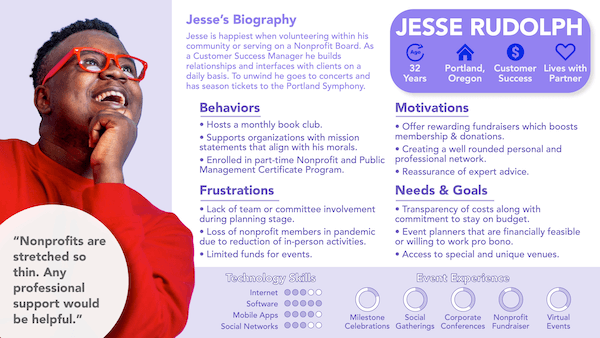 Jesse's Biography
Jesse is happiest when volunteering within his
community or serving on a Nonprofit Board. As
a Customer Success Manager he builds
relationships and interfaces with clients on a
daily basis. To unwind he goes to concerts and
has season tickets to the Portland Symphony.
JESSE RUDOLPH
Age
32
Years
Portland,
Oregon
$
Customer
Success
Lives with
Partner
Behaviors
• Hosts a monthly book club.
• Supports organizations with mission
statements that align with his morals.
• Enrolled in part-time Nonprofit and Public
Management Certificate Program.
Motivations
• Offer rewarding fundraisers which boosts
membership & donations.
• Creating a well rounded personal and
professional network.
• Reassurance of expert advice.
Frustrations
• Lack of team or committee involvement
during planning stage.
• Loss of nonprofit members in pandemic
due to reduction of in-person activities.
• Limited funds for events.
Needs & Goals
• Transparency of costs along with
commitment to stay on budget.
• Event planners that are financially feasible
or willing to work pro bono.
• Access to special and unique venues.
"Nonprofits are
stretched so
thin. Any
professional
support would
be helpful."
Technology Skills
Internet
Software
Mobile Apps
Social Networks
Event Experience
Milestone
Celebrations
Social
Gatherings
Corporate
Conferences
Nonprofit
Fundraiser
Virtual
Events